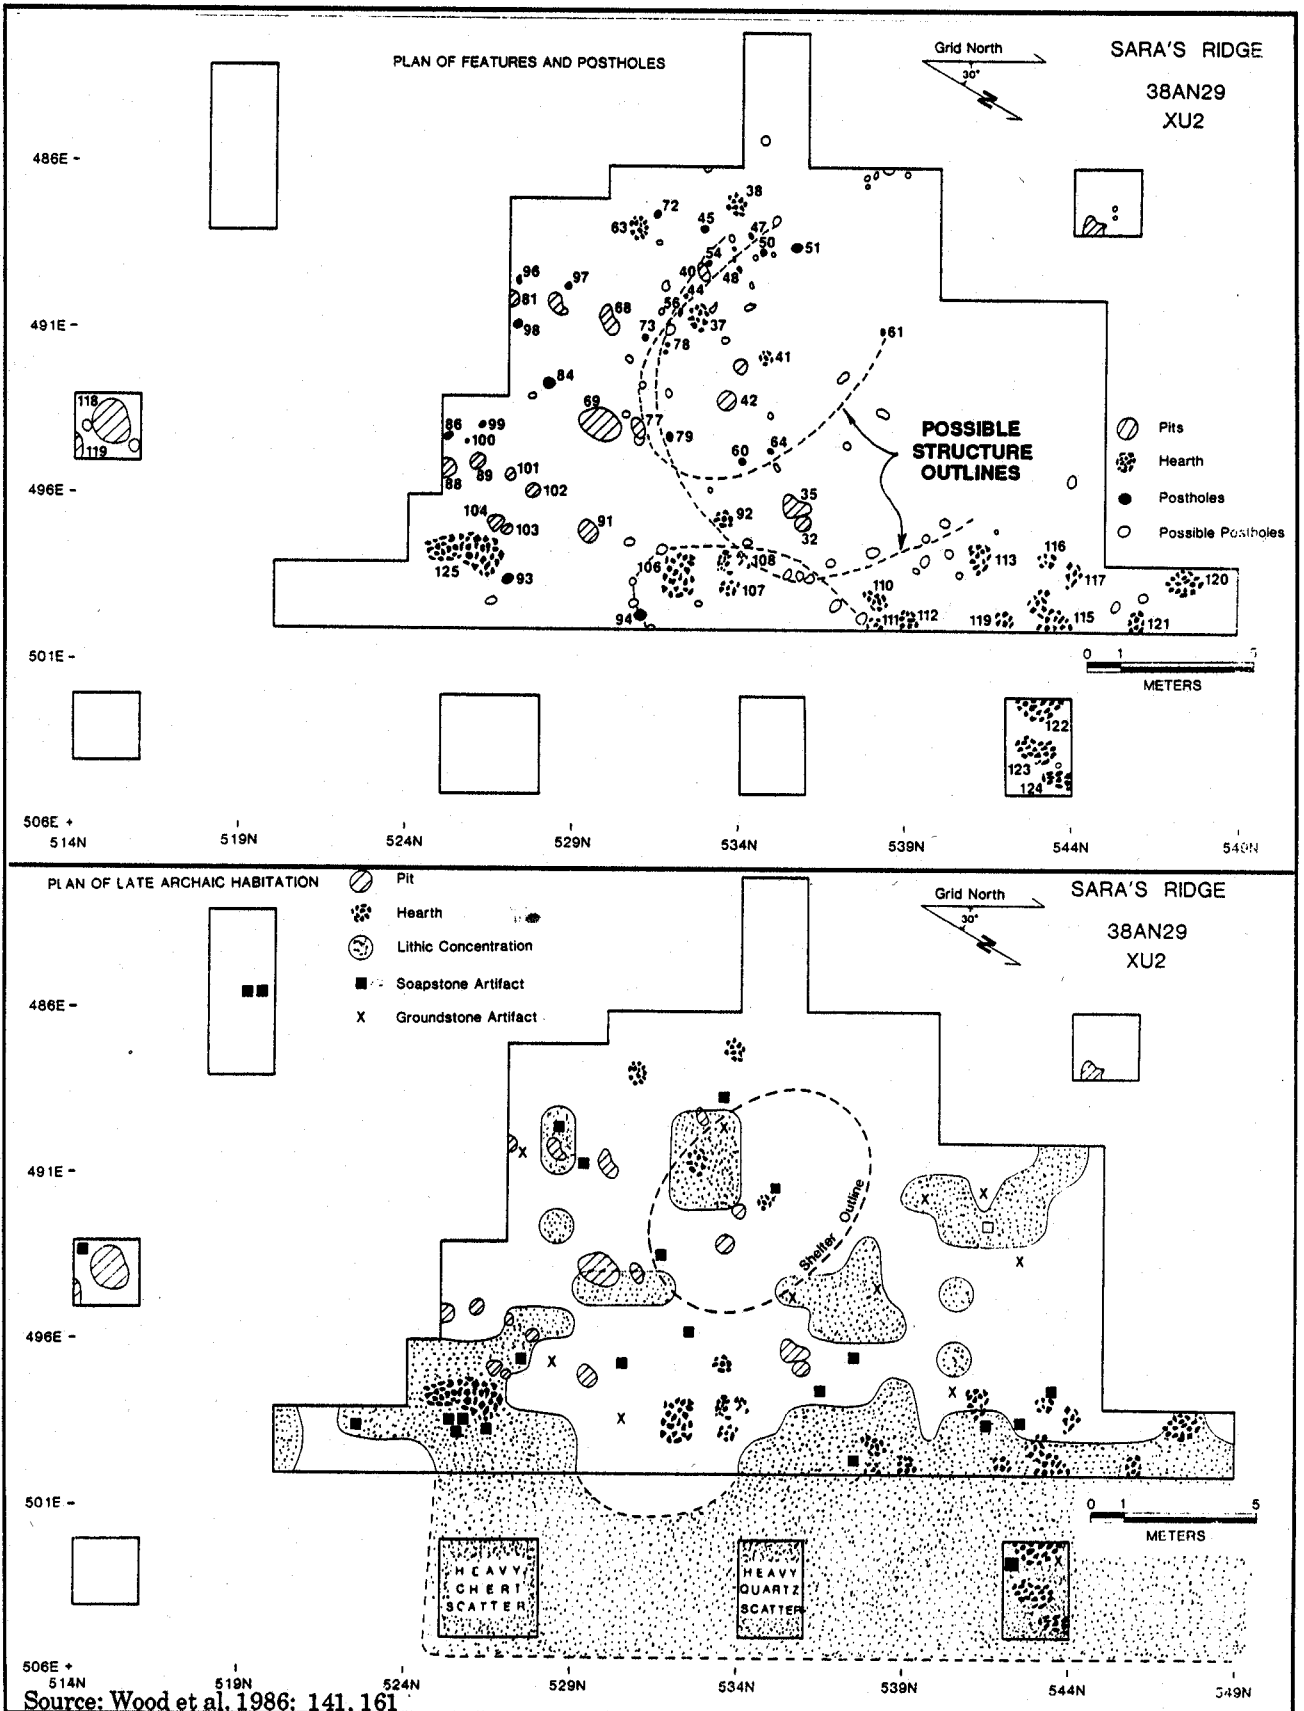 PLAN OF FEATURES AND POSTHOLES
Grid North
30°
N
SARA'S RIDGE
38AN29
XU2
486E
491E
496E
501E
506E
38
72
63
45
47
50
51
54
40
48
96
97
81
44
56
68
37
98
73
78
61
41
84
118
69
77
42
86
99
100
79
60
64
119
88
89
101
102
35
104
103
91
92
32
125
93
106
108
107
94
110
111
112
113
116
117
119
115
120
121
POSSIBLE
STRUCTURE
OUTLINES
Pits
Hearth
Postholes
Possible Postholes
0 1 5
METERS
122
123
124
514N 519N 524N 529N 534N 539N 544N 549N
PLAN OF LATE ARCHAIC HABITATION
Pit
Hearth
Lithic Concentration
Soapstone Artifact
X Groundstone Artifact
Grid North
30°
N
SARA'S RIDGE
38AN29
XU2
486E
491E
496E
501E
506E
Shelter Outline
0 1 5
METERS
HEAVY
CHERT
SCATTER
HEAVY
QUARTZ
SCATTER
514N 519N 524N 529N 534N 539N 544N 549N
Source: Wood et al. 1986: 141, 161